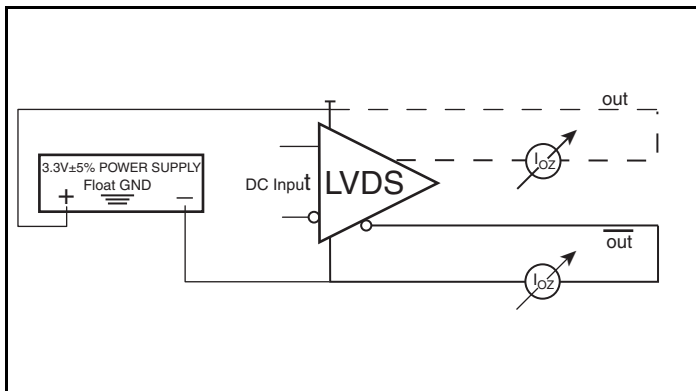 out
I_OZ
3.3V±5% POWER SUPPLY
Float GND
+ −
DC Input
LVDS
out
I_OZ